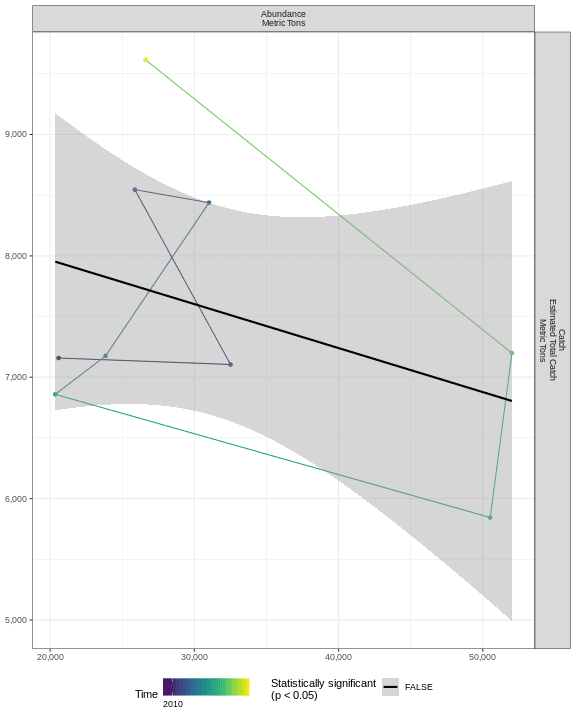 Abundance
Metric Tons
9,000
8,000
7,000
6,000
5,000
Catch
Estimated Total Catch
Metric Tons
20,000
30,000
40,000
50,000
Time
2010
Statistically significant
(p < 0.05)
FALSE